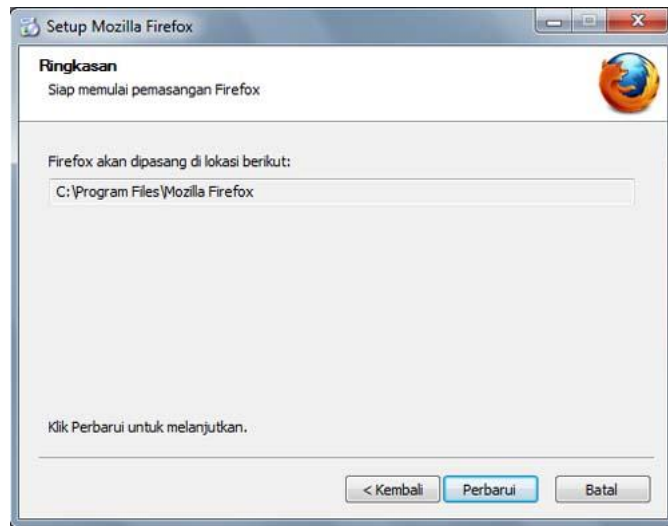 Setup Mozilla Firefox
Ringkasan
Siap memulai pemasangan Firefox
Firefox akan dipasang di lokasi berikut:
C:\Program Files\Mozilla Firefox
Klik Perbarui untuk melanjutkan.
< Kembali
Perbarui
Batal